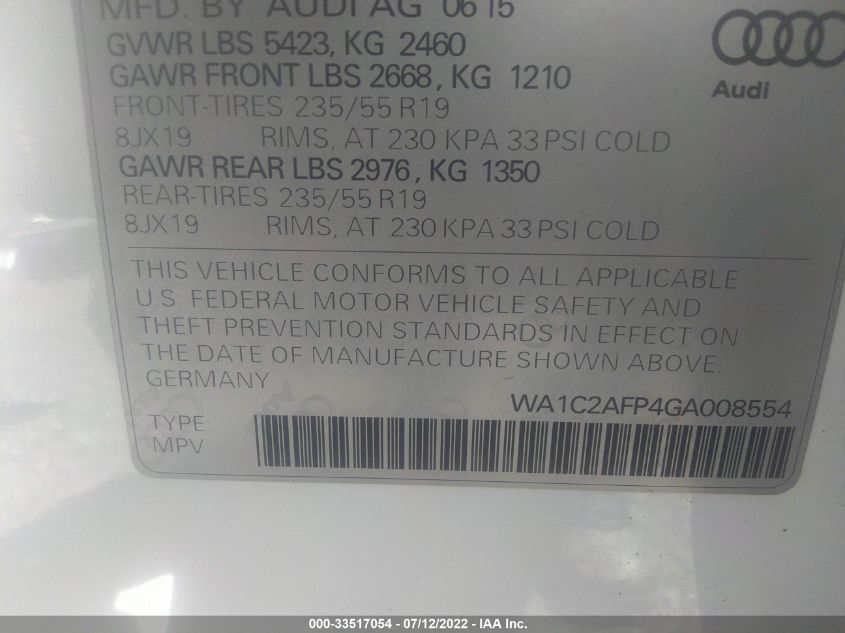 MFD. BY AUDI AG 06 15
GVWR LBS 5423, KG 2460
GAWR FRONT LBS 2668, KG 1210
FRONT-TIRES 235/55 R19
8JX19 RIMS, AT 230 KPA 33 PSI COLD
GAWR REAR LBS 2976, KG 1350
REAR-TIRES 235/55 R19
8JX19 RIMS, AT 230 KPA 33 PSI COLD
Audi
THIS VEHICLE CONFORMS TO ALL APPLICABLE
U.S. FEDERAL MOTOR VEHICLE SAFETY AND
THEFT PREVENTION STANDARDS IN EFFECT ON
THE DATE OF MANUFACTURE SHOWN ABOVE.
GERMANY
WA1C2AFP4GA008554
TYPE:
MPV
000-33517054 - 07/12/2022 - IAA Inc.